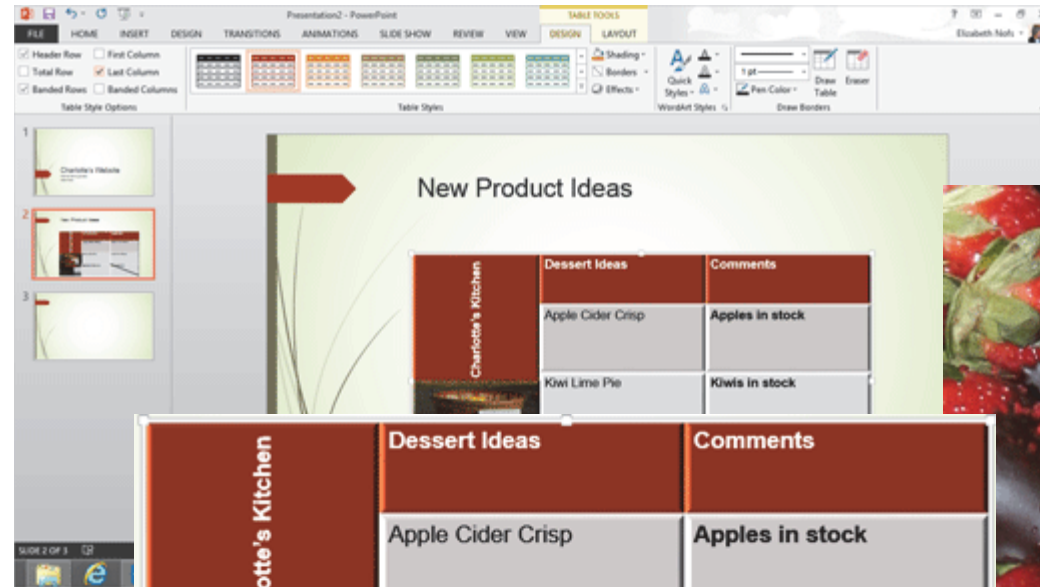 Presentation2 - PowerPoint
TABLE TOOLS
?
FILE HOME INSERT DESIGN TRANSITIONS ANIMATIONS SLIDE SHOW REVIEW VIEW DESIGN LAYOUT
Elizabeth Nofs
Header Row First Column
Total Row Last Column
Banded Rows Banded Columns
Table Style Options
Table Styles
Shading
Borders
Effects
Quick
Styles
WordArt Styles
1 pt
Pen Color
Draw
Table
Eraser
Draw Borders
1
Charlotte's Website
2
New Product Ideas
3
New Product Ideas
Charlotte's Kitchen
Dessert Ideas Comments
Apple Cider Crisp Apples in stock
Kiwi Lime Pie Kiwis in stock
otte's Kitchen
Dessert Ideas Comments
Apple Cider Crisp Apples in stock
SLIDE 2 OF 3